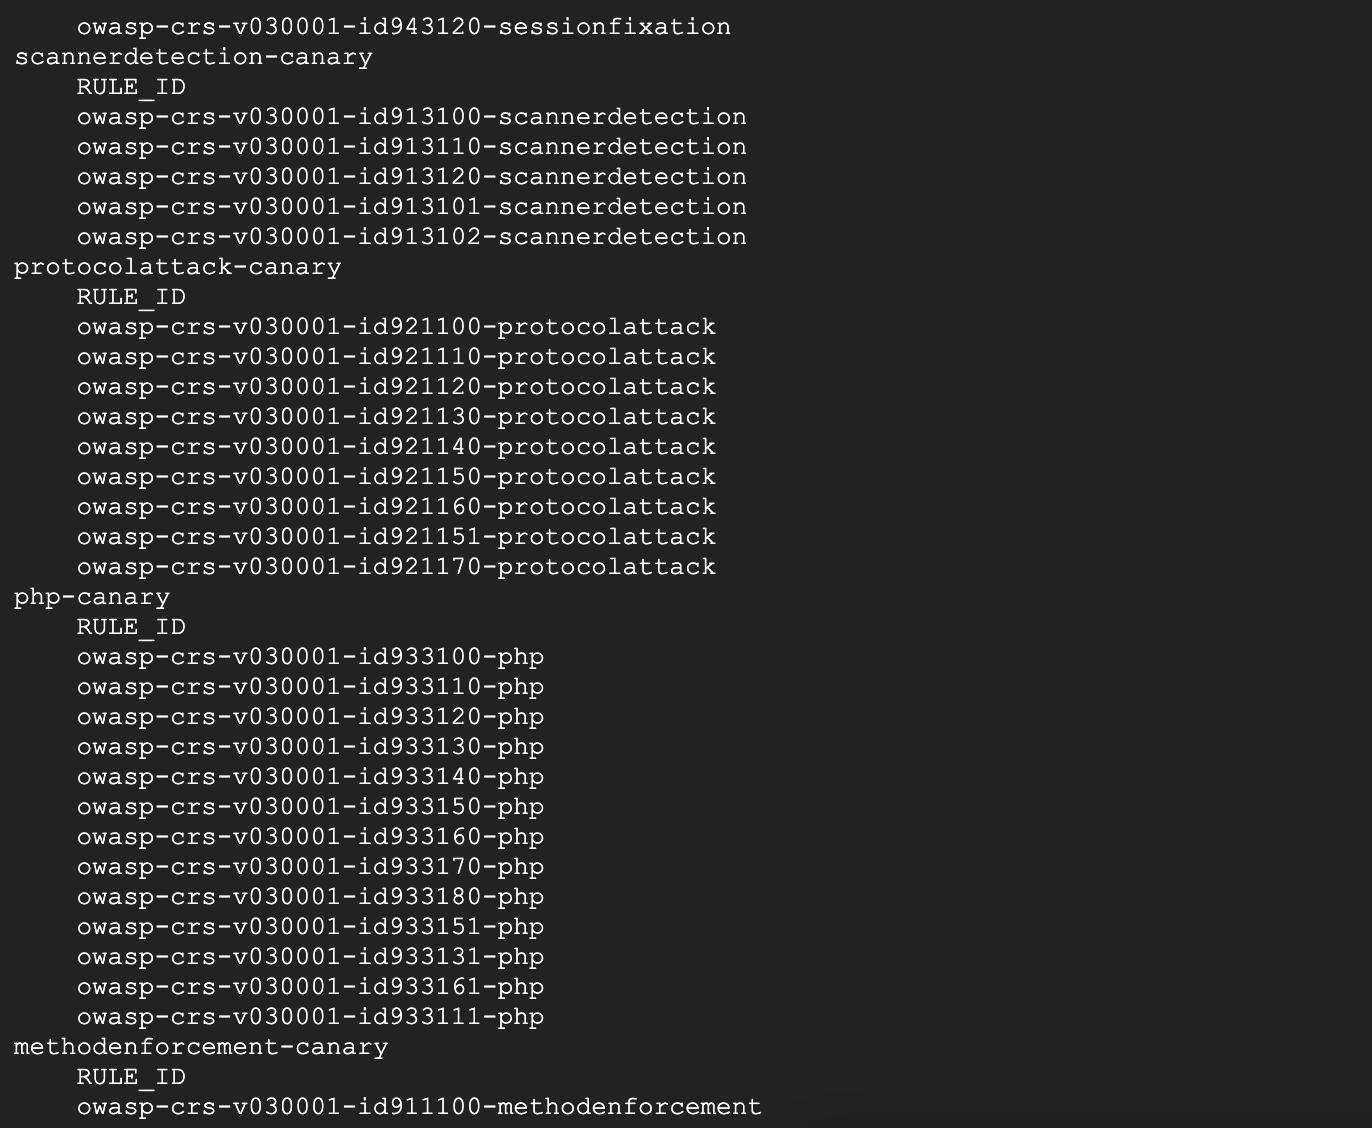 owasp-crs-v030001-id943120-sessionfixation
scannerdetection-canary
RULE_ID
owasp-crs-v030001-id913100-scannerdetection
owasp-crs-v030001-id913110-scannerdetection
owasp-crs-v030001-id913120-scannerdetection
owasp-crs-v030001-id913101-scannerdetection
owasp-crs-v030001-id913102-scannerdetection
protocolattack-canary
RULE_ID
owasp-crs-v030001-id921100-protocolattack
owasp-crs-v030001-id921110-protocolattack
owasp-crs-v030001-id921120-protocolattack
owasp-crs-v030001-id921130-protocolattack
owasp-crs-v030001-id921140-protocolattack
owasp-crs-v030001-id921150-protocolattack
owasp-crs-v030001-id921160-protocolattack
owasp-crs-v030001-id921151-protocolattack
owasp-crs-v030001-id921170-protocolattack
php-canary
RULE_ID
owasp-crs-v030001-id933100-php
owasp-crs-v030001-id933110-php
owasp-crs-v030001-id933120-php
owasp-crs-v030001-id933130-php
owasp-crs-v030001-id933140-php
owasp-crs-v030001-id933150-php
owasp-crs-v030001-id933160-php
owasp-crs-v030001-id933170-php
owasp-crs-v030001-id933180-php
owasp-crs-v030001-id933151-php
owasp-crs-v030001-id933131-php
owasp-crs-v030001-id933161-php
owasp-crs-v030001-id933111-php
methodenforcement-canary
RULE_ID
owasp-crs-v030001-id911100-methodenforcement